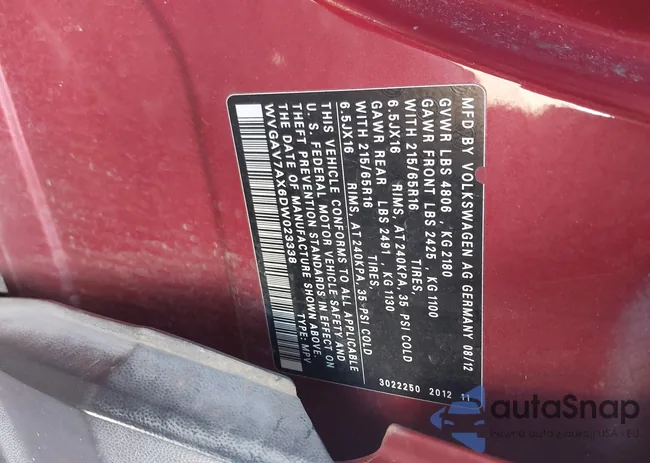 MFD BY VOLKSWAGEN AG GERMANY 08/12
GVWR LBS 4806 , KG 2180
GAWR FRONT LBS 2425 , KG 1100
WITH 215/65R16 TIRES,
6.5JX16 RIMS, AT 240KPA, 35 PSI COLD
GAWR REAR LBS 2491 , KG 1130
WITH 215/65R16 TIRES,
6.5JX16 RIMS, AT 240KPA, 35 PSI COLD
THIS VEHICLE CONFORMS TO ALL APPLICABLE
U.S. FEDERAL MOTOR VEHICLE SAFETY AND
THEFT PREVENTION STANDARDS IN EFFECT ON
THE DATE OF MANUFACTURE SHOWN ABOVE.
WVGAV7AX6DW023338 TYPE: MPV
3022250 2012 11
autaSnap